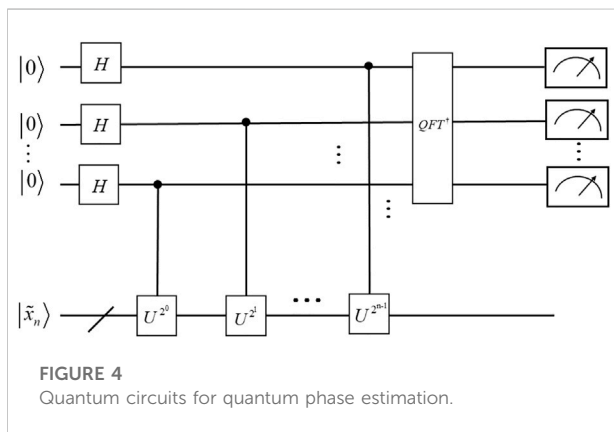 |0⟩ H
|0⟩ H QFT†
|0⟩ H
|x̃ₙ⟩ U^{2^0} U^{2^1} U^{2^{n-1}}
FIGURE 4
Quantum circuits for quantum phase estimation.